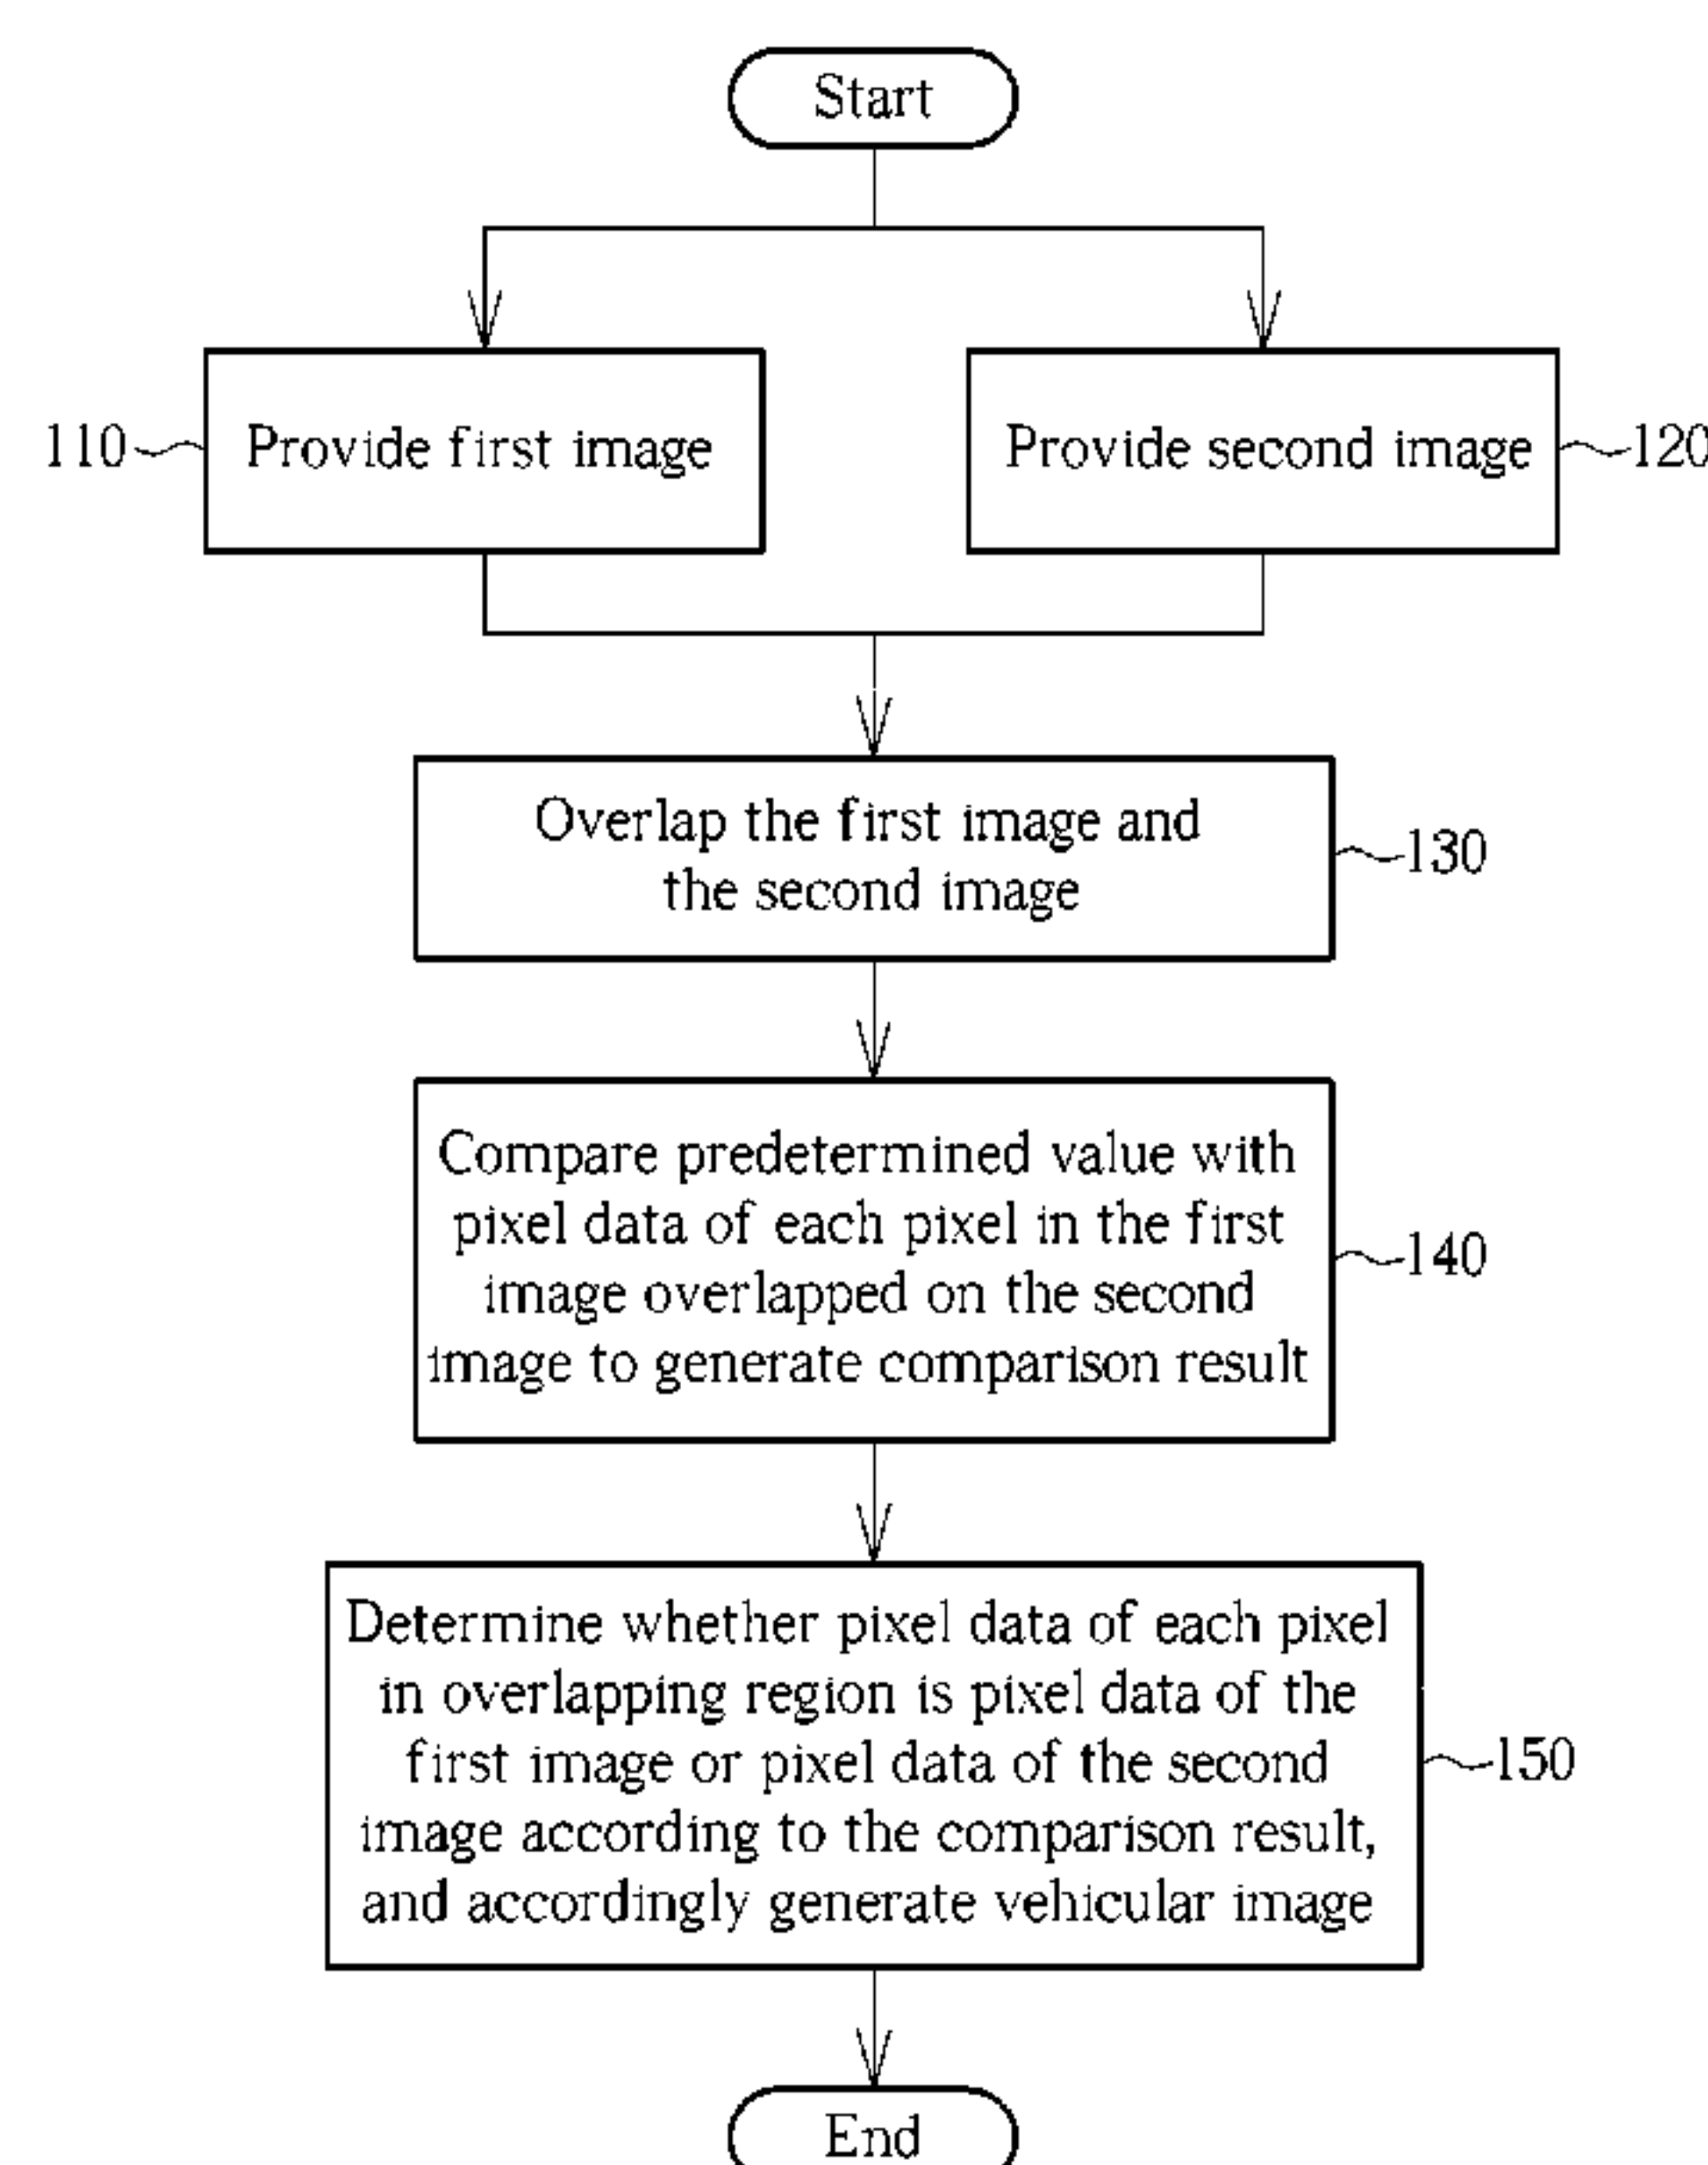 Start
110
Provide first image
Provide second image
120
Overlap the first image and
the second image
130
Compare predetermined value with
pixel data of each pixel in the first
image overlapped on the second
image to generate comparison result
140
Determine whether pixel data of each pixel
in overlapping region is pixel data of the
first image or pixel data of the second
image according to the comparison result,
and accordingly generate vehicular image
150
End